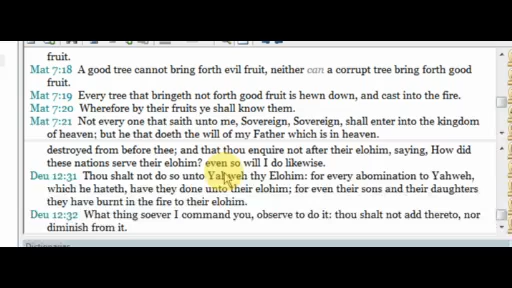 fruit.
Mat 7:18 A good tree cannot bring forth evil fruit, neither can a corrupt tree bring forth good
fruit.
Mat 7:19 Every tree that bringeth not forth good fruit is hewn down, and cast into the fire.
Mat 7:20 Wherefore by their fruits ye shall know them.
Mat 7:21 Not every one that saith unto me, Sovereign, Sovereign, shall enter into the kingdom
of heaven; but he that doeth the will of my Father which is in heaven.
destroyed from before thee; and that thou enquire not after their elohim, saying, How did
these nations serve their elohim? even so will I do likewise.
Deu 12:31 Thou shalt not do so unto Yahweh thy Elohim: for every abomination to Yahweh,
which he hateth, have they done unto their elohim; for even their sons and their daughters
they have burnt in the fire to their elohim.
Deu 12:32 What thing soever I command you, observe to do it: thou shalt not add thereto, nor
diminish from it.